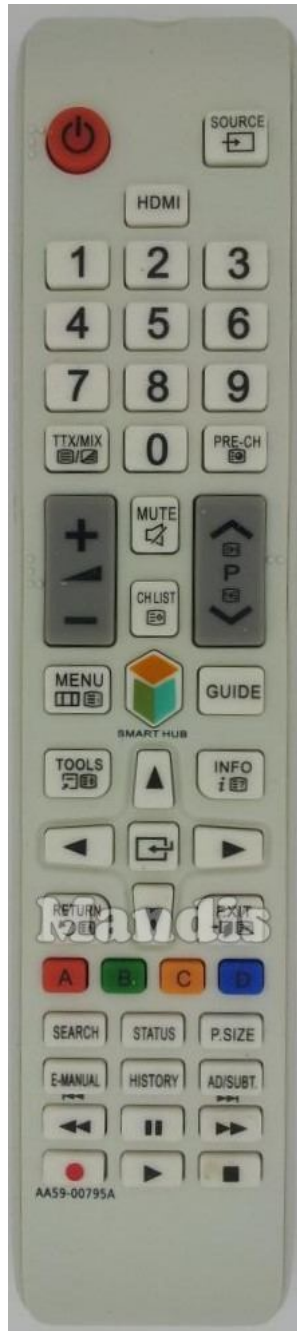 SOURCE
HDMI
1 2 3
4 5 6
7 8 9
TTX/MIX 0 PRE-CH
MUTE
P
CH LIST
MENU GUIDE
SMART HUB
TOOLS INFO
i
RETURN EXIT
Mandis
A B C D
SEARCH STATUS P.SIZE
E-MANUAL HISTORY AD/SUBT.
AA59-00795A